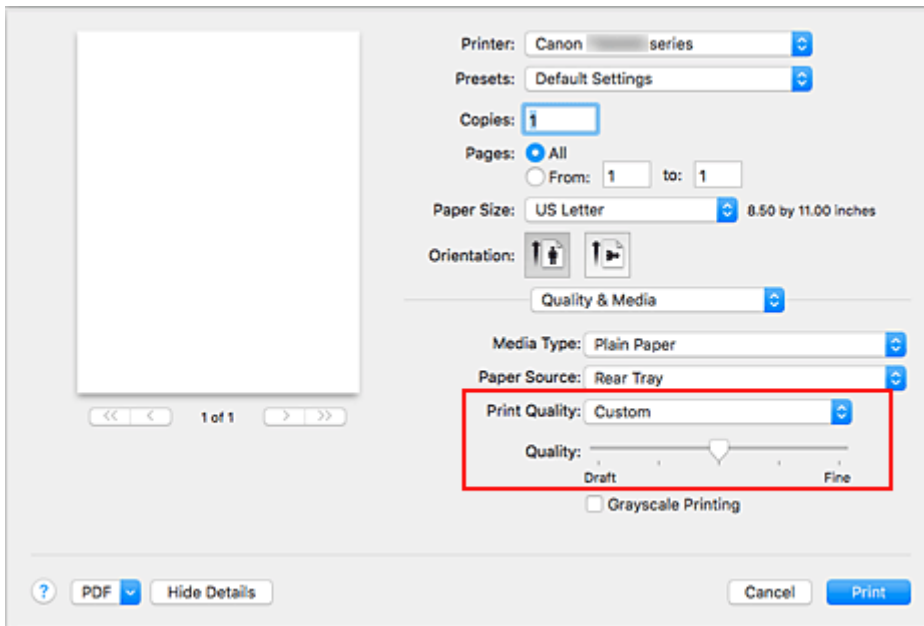 Printer: Canon series
Presets: Default Settings
Copies: 1
Pages: All
From: 1 to: 1
Paper Size: US Letter 8.50 by 11.00 inches
Orientation:
Quality & Media
Media Type: Plain Paper
Paper Source: Rear Tray
Print Quality: Custom
Quality:
Draft Fine
Grayscale Printing
<< < 1 of 1 > >>
? PDF Hide Details Cancel Print